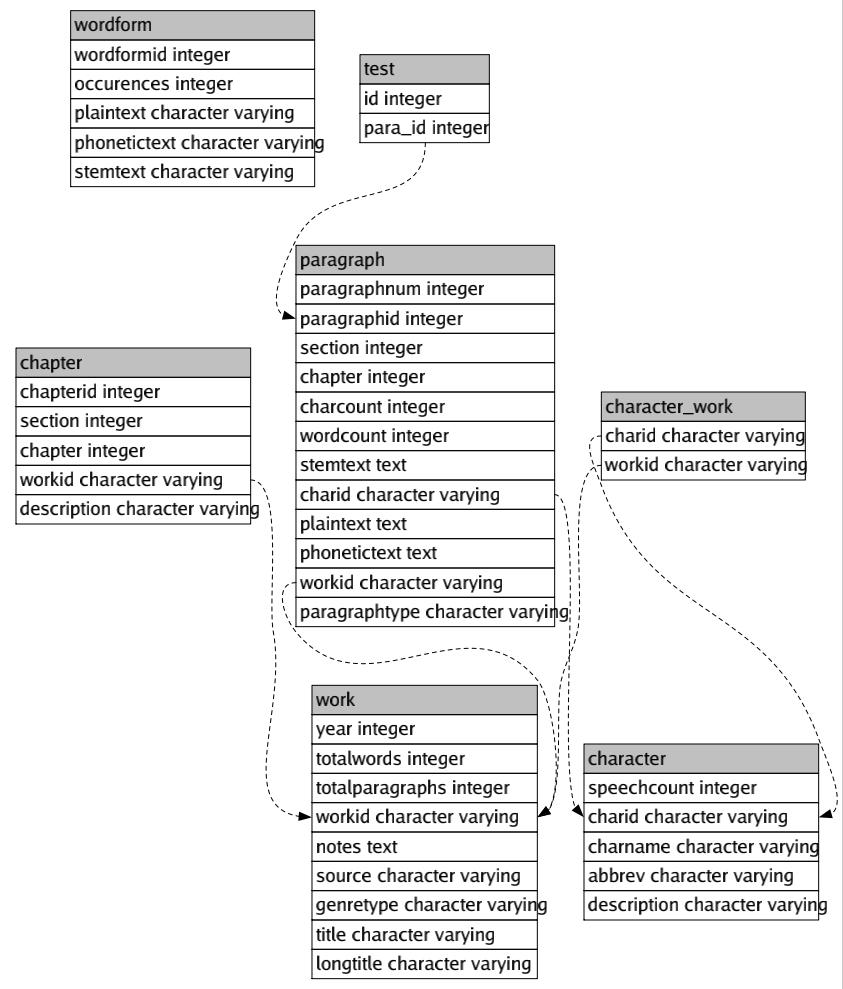 wordform
wordformid integer
occurences integer
plaintext character varying
phonetictext character varying
stemtext character varying
test
id integer
para_id integer
paragraph
paragraphnum integer
paragraphid integer
section integer
chapter integer
charcount integer
wordcount integer
stemtext text
charid character varying
plaintext text
phonetictext text
workid character varying
paragraphtype character varying
chapter
chapterid integer
section integer
chapter integer
workid character varying
description character varying
character_work
charid character varying
workid character varying
work
year integer
totalwords integer
totalparagraphs integer
workid character varying
notes text
source character varying
genretype character varying
title character varying
longtitle character varying
character
speechcount integer
charid character varying
charname character varying
abbrev character varying
description character varying